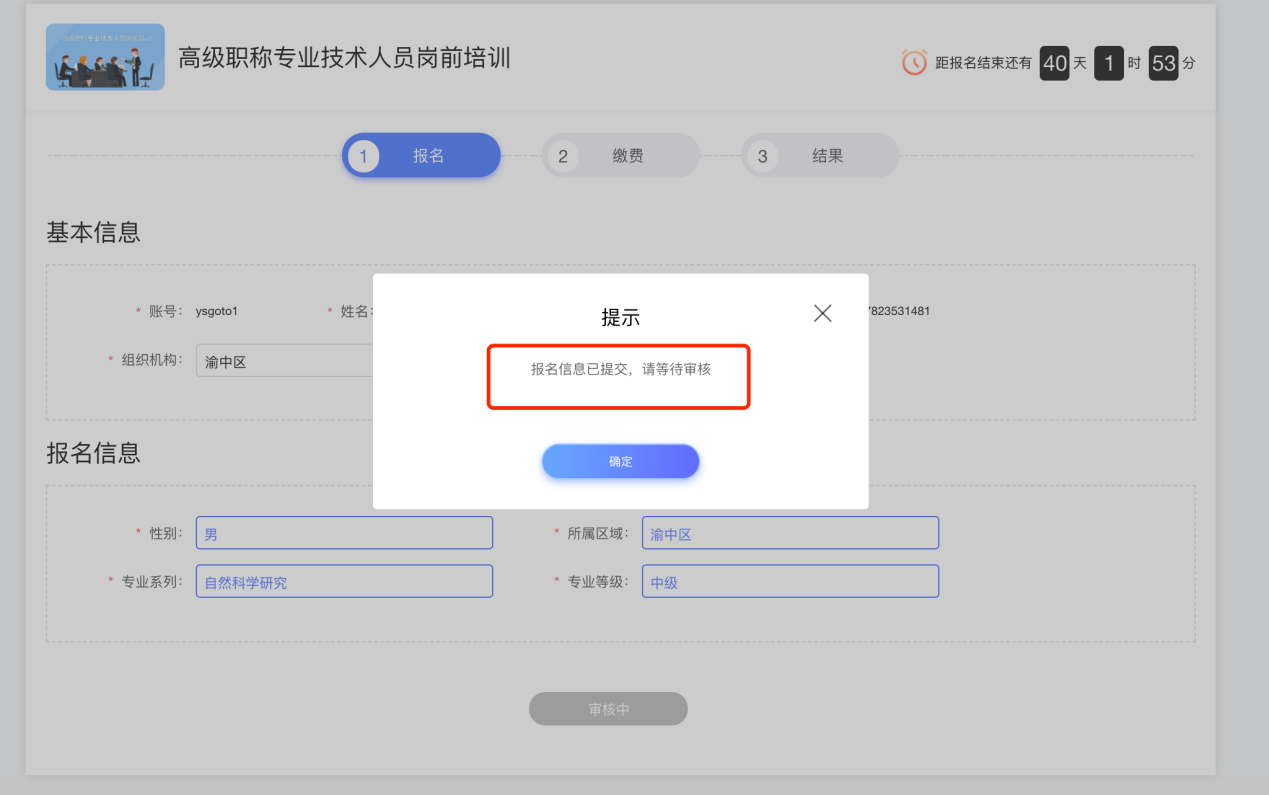 高级职称专业技术人员岗前培训
距报名结束还有 40 天 1 时 53 分
1 报名 2 缴费 3 结果
基本信息
* 账号: ysgoto1 * 姓名: 7823531481
* 组织机构: 渝中区
提示
报名信息已提交，请等待审核
确定
报名信息
* 性别: 男 * 所属区域: 渝中区
* 专业系列: 自然科学研究 * 专业等级: 中级
审核中